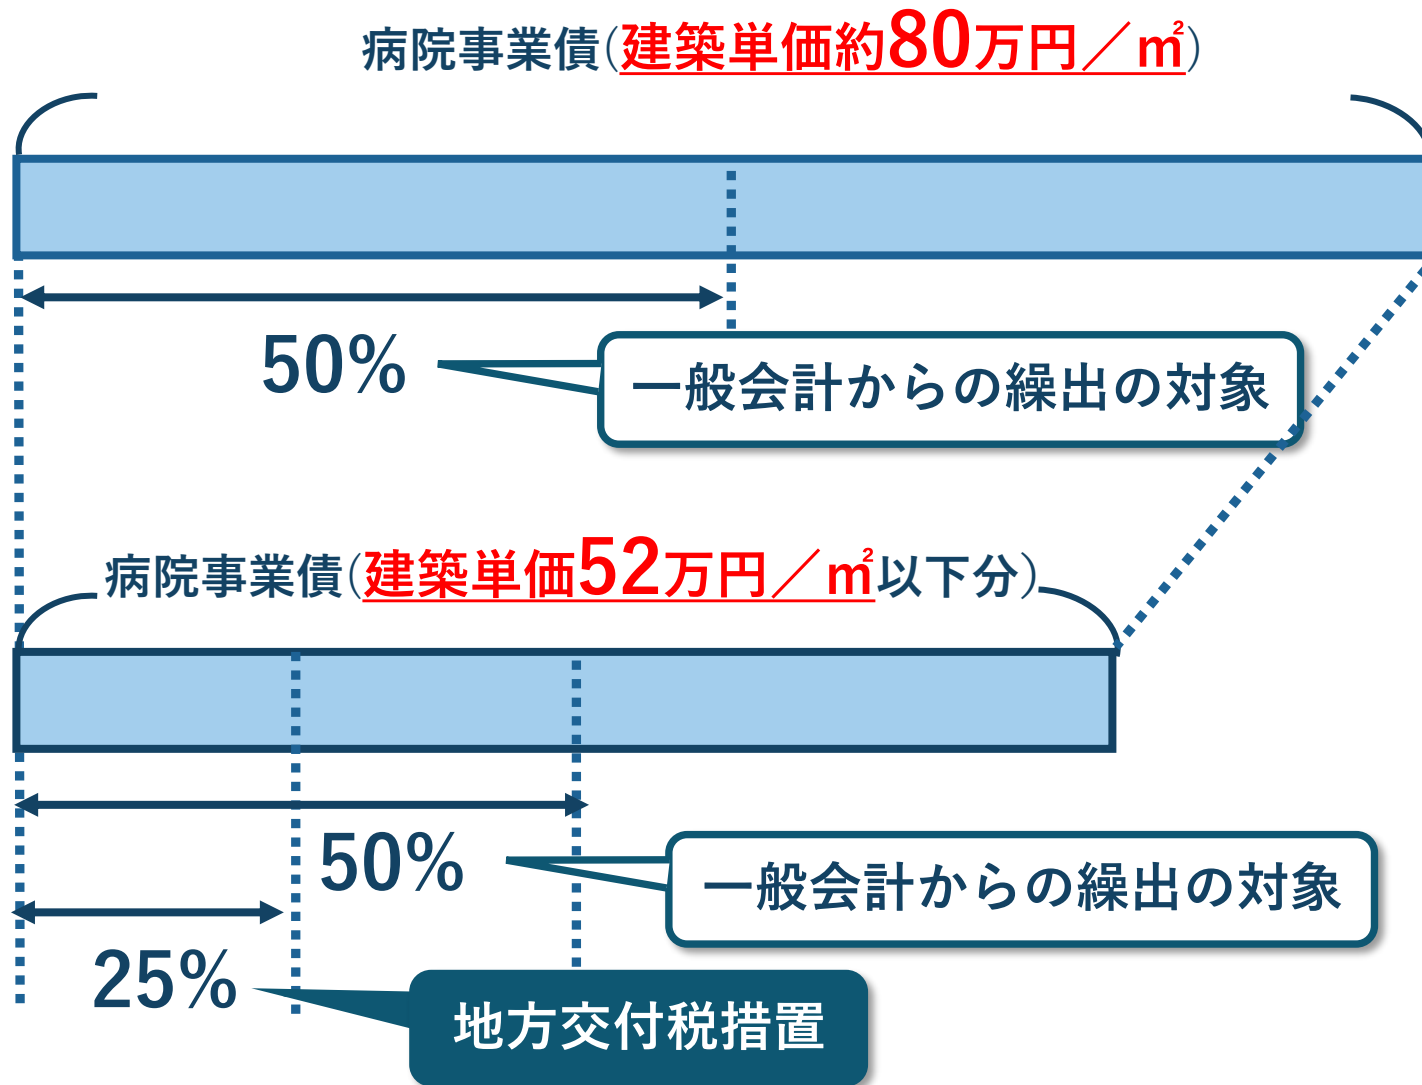 病院事業債(建築単価約80万円／㎡)
50%
一般会計からの繰出の対象
病院事業債(建築単価52万円／㎡以下分)
50%
一般会計からの繰出の対象
25%
地方交付税措置